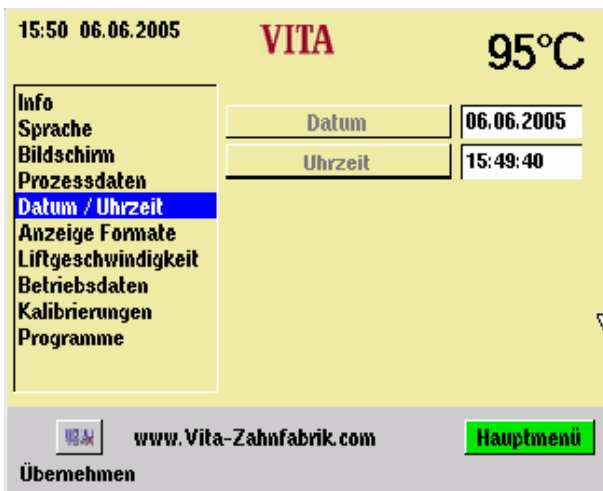 15:50 06.06.2005 VITA 95°C
Info
Sprache
Bildschirm
Prozessdaten
Datum / Uhrzeit
Anzeige Formate
Liftgeschwindigkeit
Betriebsdaten
Kalibrierungen
Programme
Datum 06.06.2005
Uhrzeit 15:49:40
www.Vita-Zahnfabrik.com Hauptmenü
Übernehmen